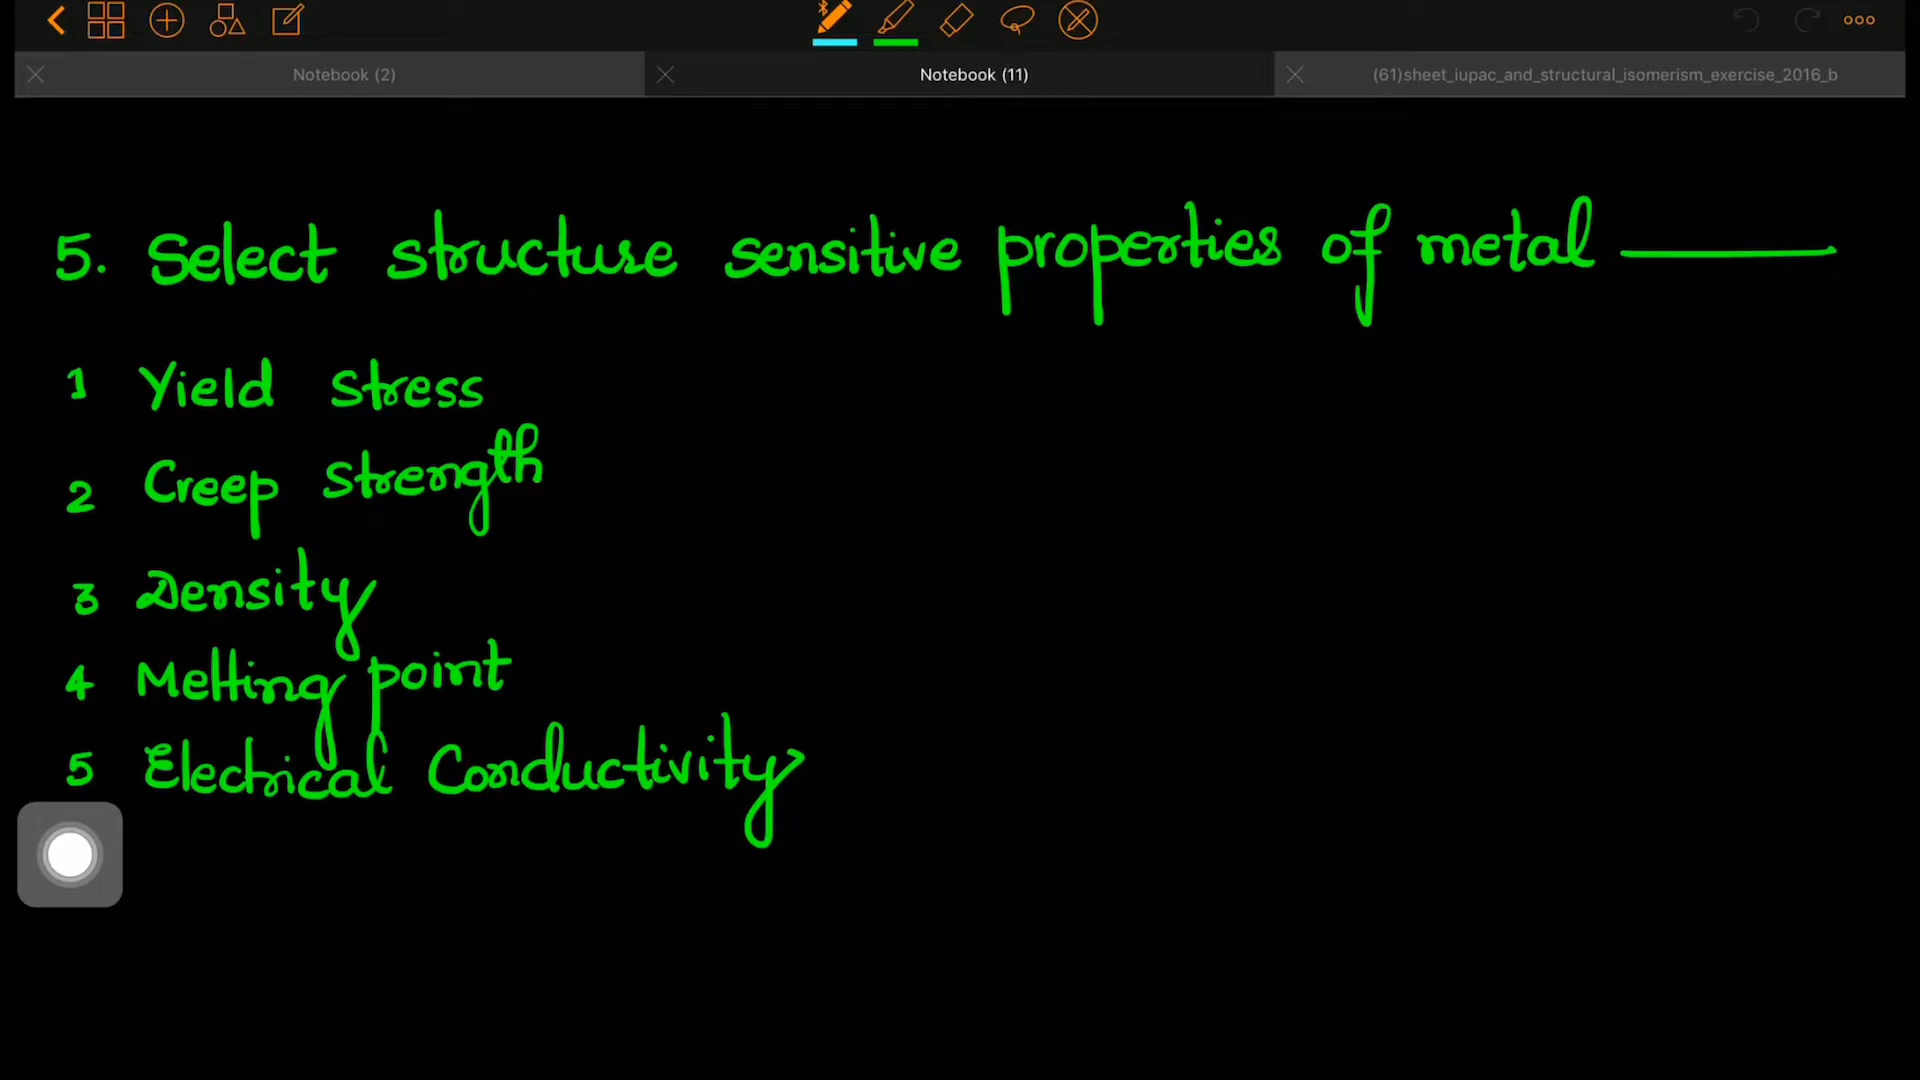 Notebook (2)
Notebook (11)
(61)sheet_iupac_and_structural_isomerism_exercise_2016_b
5. Select structure sensitive properties of metal ______
1 Yield stress
2 Creep strength
3 Density
4 Melting point
5 Electrical Conductivity